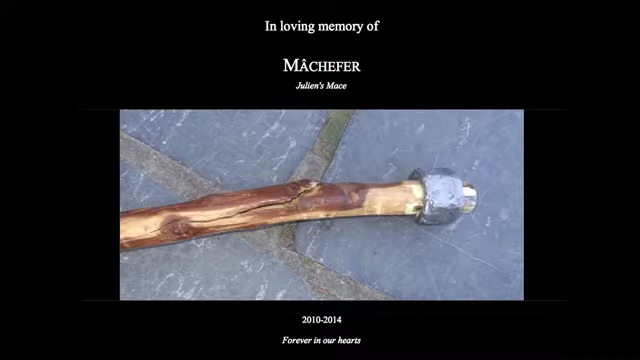 In loving memory of
MÂCHEFER
Julien's Mace
2010-2014
Forever in our hearts